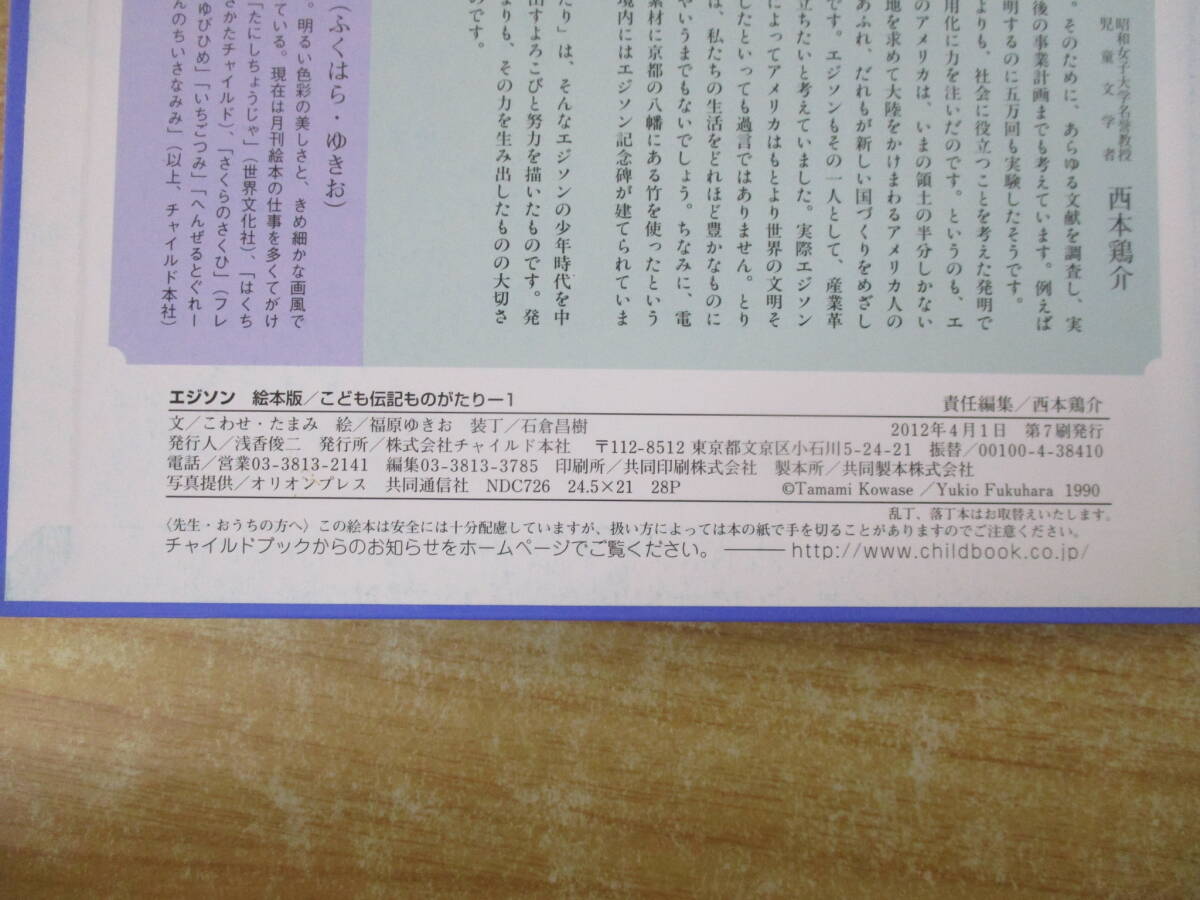 昭和女子大学名誉教授
児童文学者
西本鶏介
。そのために、あらゆる文献を調査し、実
後の事業計画までも考えています。例えば
明するのに五万回も実験したそうです。
よりも、社会に役立つことを考えた発明で
用化に力を注いだのです。というのも、エ
のアメリカは、いまの領土の半分しかない
地を求めて大陸をかけまわるアメリカ人の
あふれ、だれもが新しい国づくりをめざし
です。エジソンもその一人として、産業革
立ちたいと考えていました。実際エジソン
によってアメリカはもとより世界の文明そ
したといっても過言ではありません。とり
は、私たちの生活をどれほど豊かなものに
やいうまでもないでしょう。ちなみに、電
素材に京都の八幡にある竹を使ったという
境内にはエジソン記念碑が建てられていま
たり」は、そんなエジソンの少年時代を中
出すよろこびと努力を描いたものです。発
よりも、その力を生み出したものの大切さ
のです。
(ふくはら・ゆきお)
。明るい色彩の美しさと、きめ細かな画風で
ている。現在は月刊絵本の仕事を多くてがけ
「たにしちょうじゃ」(世界文化社)、「はくち
さかたチャイルド)、「さくらのさくひ」(フレ
ゆびひめ」「いちごつみ」「へんぜるとぐれー
んのちいさなみみ」(以上、チャイルド本社)
エジソン 絵本版/こども伝記ものがたりー1 責任編集/西本鶏介
文/こわせ・たまみ 絵/福原ゆきお 装丁/石倉昌樹 2012年4月1日 第7刷発行
発行人/浅香俊二 発行所/株式会社チャイルド本社 〒112-8512 東京都文京区小石川5-24-21 振替/00100-4-38410
電話/営業03-3813-2141 編集03-3813-3785 印刷所/共同印刷株式会社 製本所/共同製本株式会社
写真提供/オリオンプレス 共同通信社 NDC726 24.5×21 28P ©Tamami Kowase/Yukio Fukuhara 1990
乱丁、落丁本はお取替えいたします。
〈先生・おうちの方へ〉この絵本は安全には十分配慮していますが、扱い方によっては本の紙で手を切ることがありますのでご注意ください。
チャイルドブックからのお知らせをホームページでご覧ください。――http://www.childbook.co.jp/